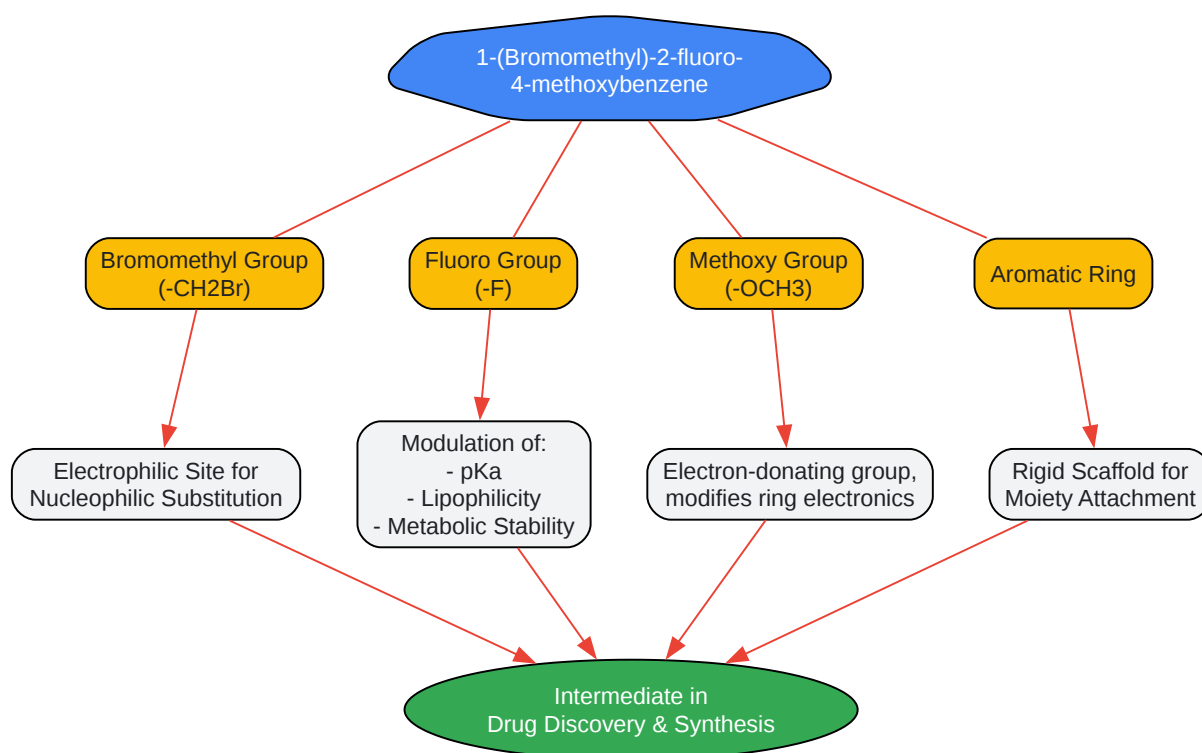 1-(Bromomethyl)-2-fluoro-
4-methoxybenzene
Bromomethyl Group
(-CH2Br)
Fluoro Group
(-F)
Methoxy Group
(-OCH3)
Aromatic Ring
Electrophilic Site for
Nucleophilic Substitution
Modulation of:
- pKa
- Lipophilicity
- Metabolic Stability
Electron-donating group,
modifies ring electronics
Rigid Scaffold for
Moiety Attachment
Intermediate in
Drug Discovery & Synthesis